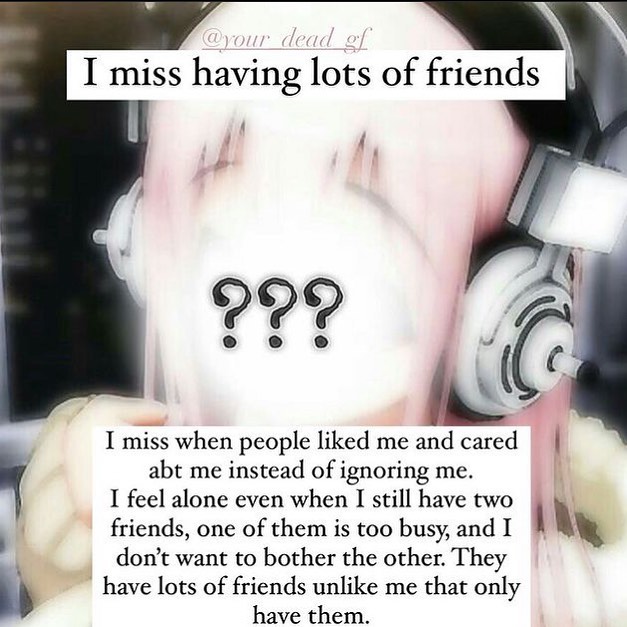 @your_dead_gf
I miss having lots of friends
???
I miss when people liked me and cared
abt me instead of ignoring me.
I feel alone even when I still have two
friends, one of them is too busy, and I
don't want to bother the other. They
have lots of friends unlike me that only
have them.